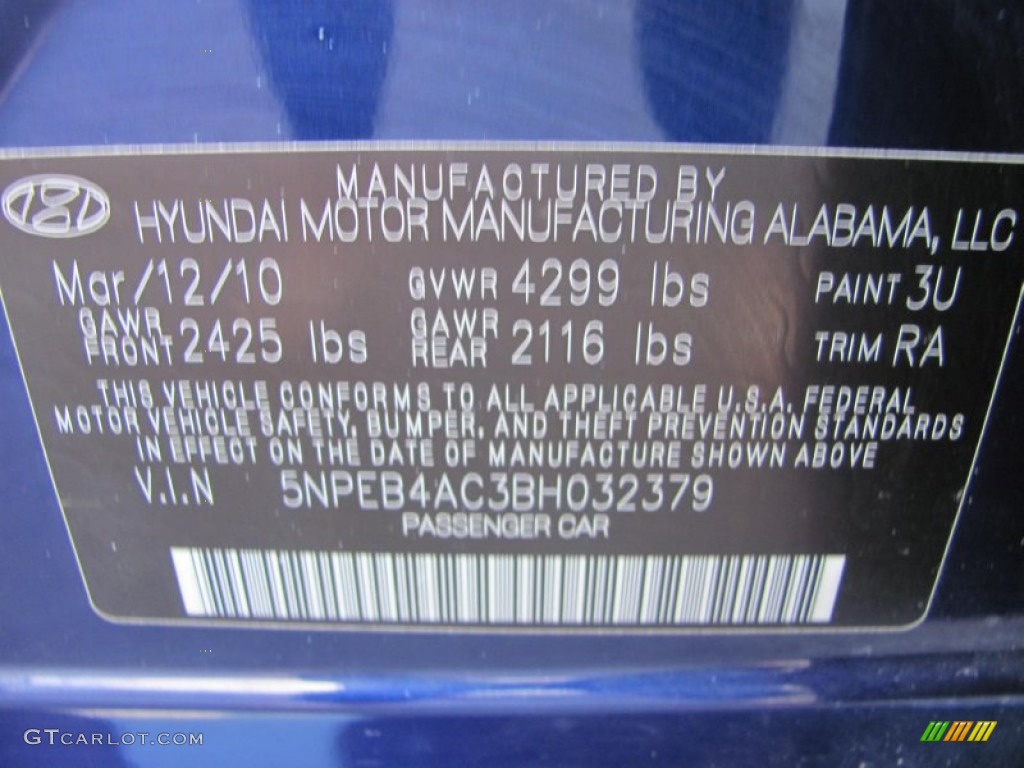 MANUFACTURED BY
HYUNDAI MOTOR MANUFACTURING ALABAMA, LLC
Mar/12/10 GVWR 4299 lbs PAINT 3U
GAWR FRONT 2425 lbs GAWR REAR 2116 lbs TRIM RA
THIS VEHICLE CONFORMS TO ALL APPLICABLE U.S.A. FEDERAL
MOTOR VEHICLE SAFETY, BUMPER, AND THEFT PREVENTION STANDARDS
IN EFFECT ON THE DATE OF MANUFACTURE SHOWN ABOVE
V.I.N 5NPEB4AC3BH032379
PASSENGER CAR
GTCARLOT.COM